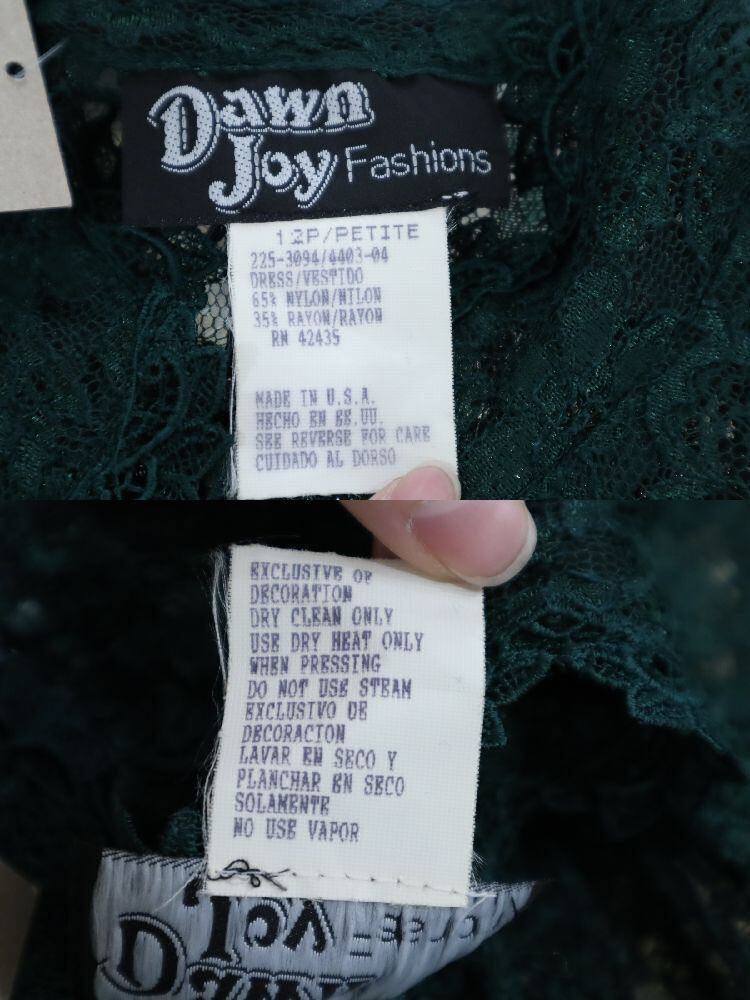 Dawn
Joy Fashions
12P/PETITE
225-3094/4403-04
DRESS/VESTIDO
65% NYLON/NILON
35% RAYON/RAYON
RN 42435
MADE IN U.S.A.
HECHO EN EE.UU.
SEE REVERSE FOR CARE
CUIDADO AL DORSO
EXCLUSIVE OF
DECORATION
DRY CLEAN ONLY
USE DRY HEAT ONLY
WHEN PRESSING
DO NOT USE STEAM
EXCLUSIVO DE
DECORACION
LAVAR EN SECO Y
PLANCHAR EN SECO
SOLAMENTE
NO USE VAPOR